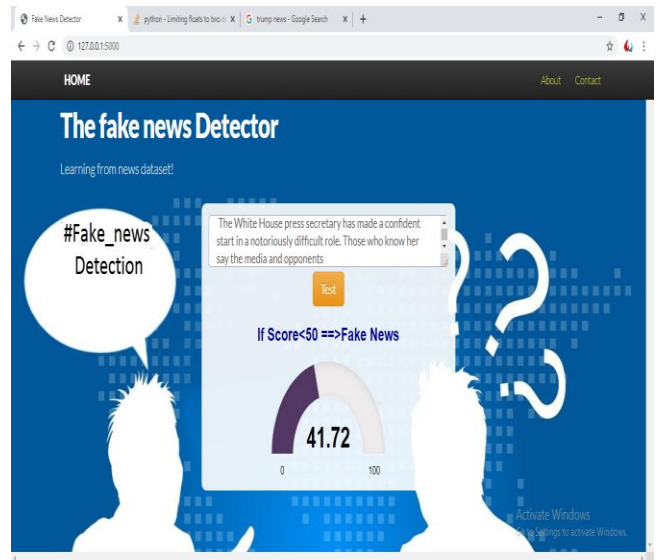 Fake News Detector
python - Limiting floats to two
trump news - Google Search
127.0.0.1:5000
HOME
About
Contact
The fake news Detector
Learning from news dataset!
#Fake_news
Detection
The White House press secretary has made a confident
start in a notoriously difficult role. Those who know her
say the media and opponents
Test
If Score<50 ==>Fake News
41.72
0
100
Activate Windows
Go to Settings to activate Windows.